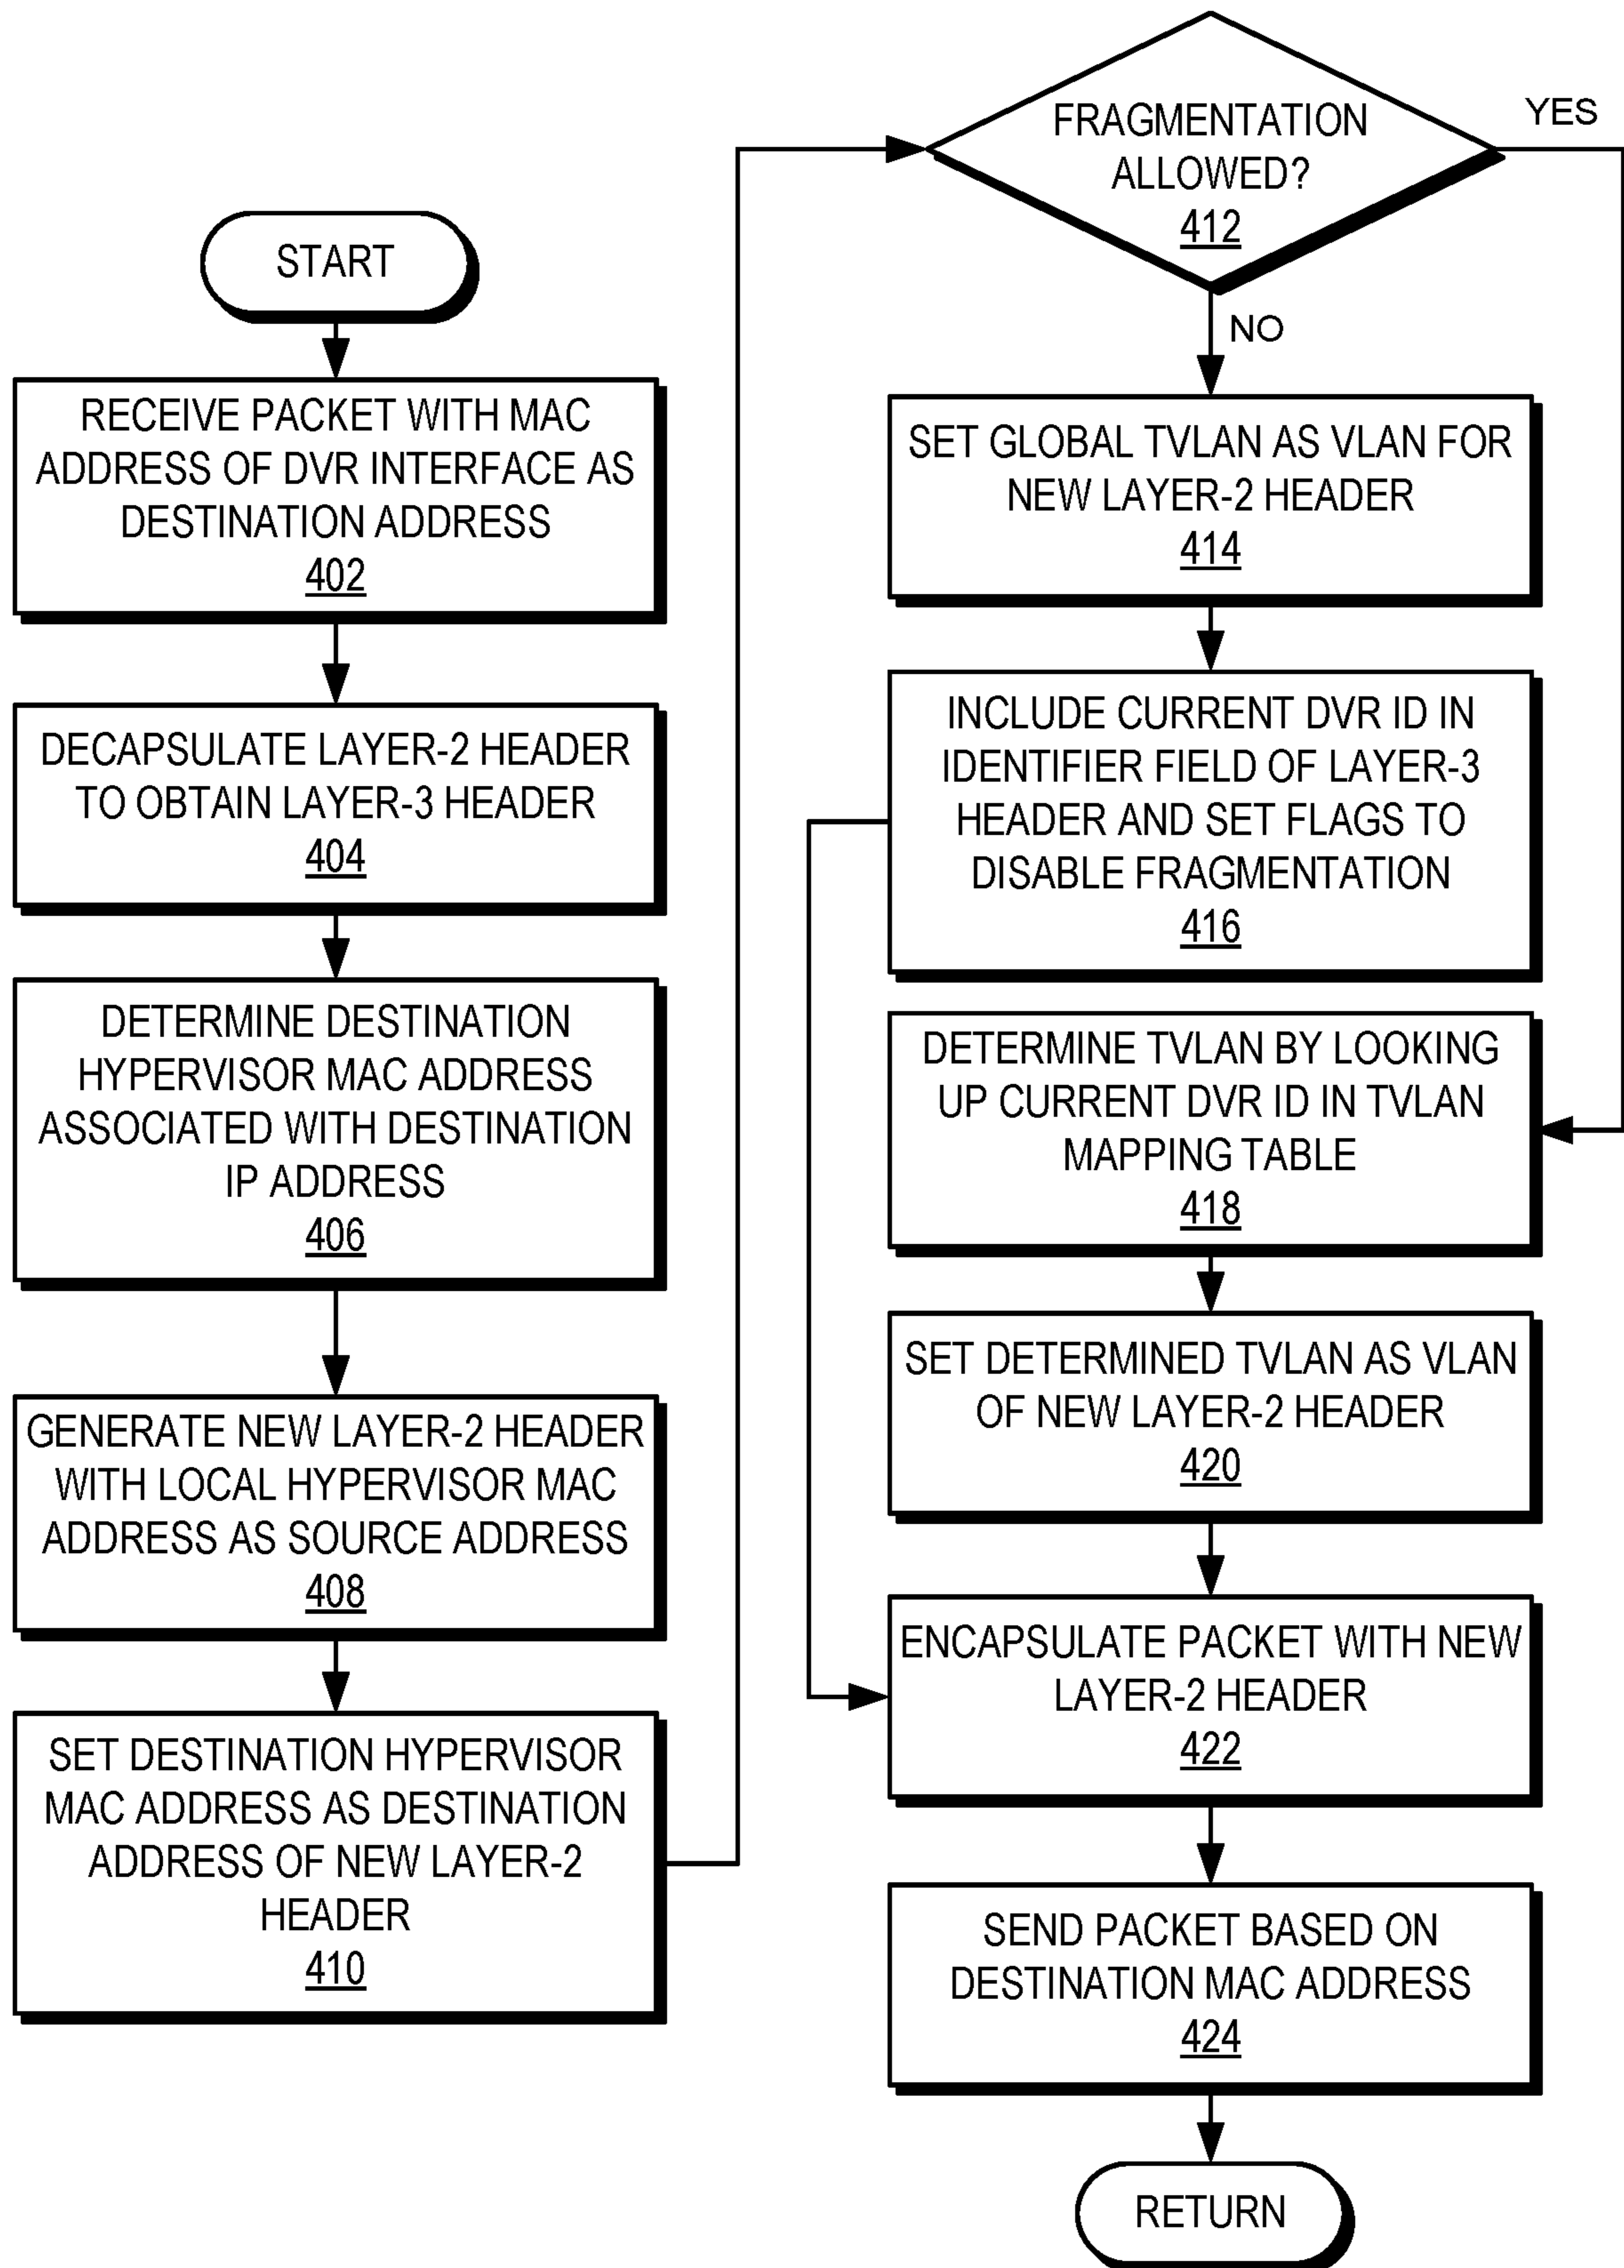 START
RECEIVE PACKET WITH MAC
ADDRESS OF DVR INTERFACE AS
DESTINATION ADDRESS
402
DECAPSULATE LAYER-2 HEADER
TO OBTAIN LAYER-3 HEADER
404
DETERMINE DESTINATION
HYPERVISOR MAC ADDRESS
ASSOCIATED WITH DESTINATION
IP ADDRESS
406
GENERATE NEW LAYER-2 HEADER
WITH LOCAL HYPERVISOR MAC
ADDRESS AS SOURCE ADDRESS
408
SET DESTINATION HYPERVISOR
MAC ADDRESS AS DESTINATION
ADDRESS OF NEW LAYER-2
HEADER
410
FRAGMENTATION
ALLOWED?
412
YES
NO
SET GLOBAL TVLAN AS VLAN FOR
NEW LAYER-2 HEADER
414
INCLUDE CURRENT DVR ID IN
IDENTIFIER FIELD OF LAYER-3
HEADER AND SET FLAGS TO
DISABLE FRAGMENTATION
416
DETERMINE TVLAN BY LOOKING
UP CURRENT DVR ID IN TVLAN
MAPPING TABLE
418
SET DETERMINED TVLAN AS VLAN
OF NEW LAYER-2 HEADER
420
ENCAPSULATE PACKET WITH NEW
LAYER-2 HEADER
422
SEND PACKET BASED ON
DESTINATION MAC ADDRESS
424
RETURN